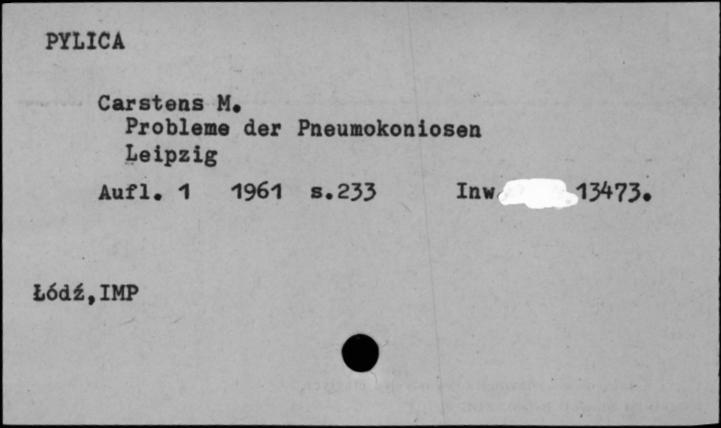 PYLICA
Carstens M.
Probleme der Pneumokoniosen
Leipzig
Aufl. 1 1961 s.233 Inw 13473.
Łódź,IMP